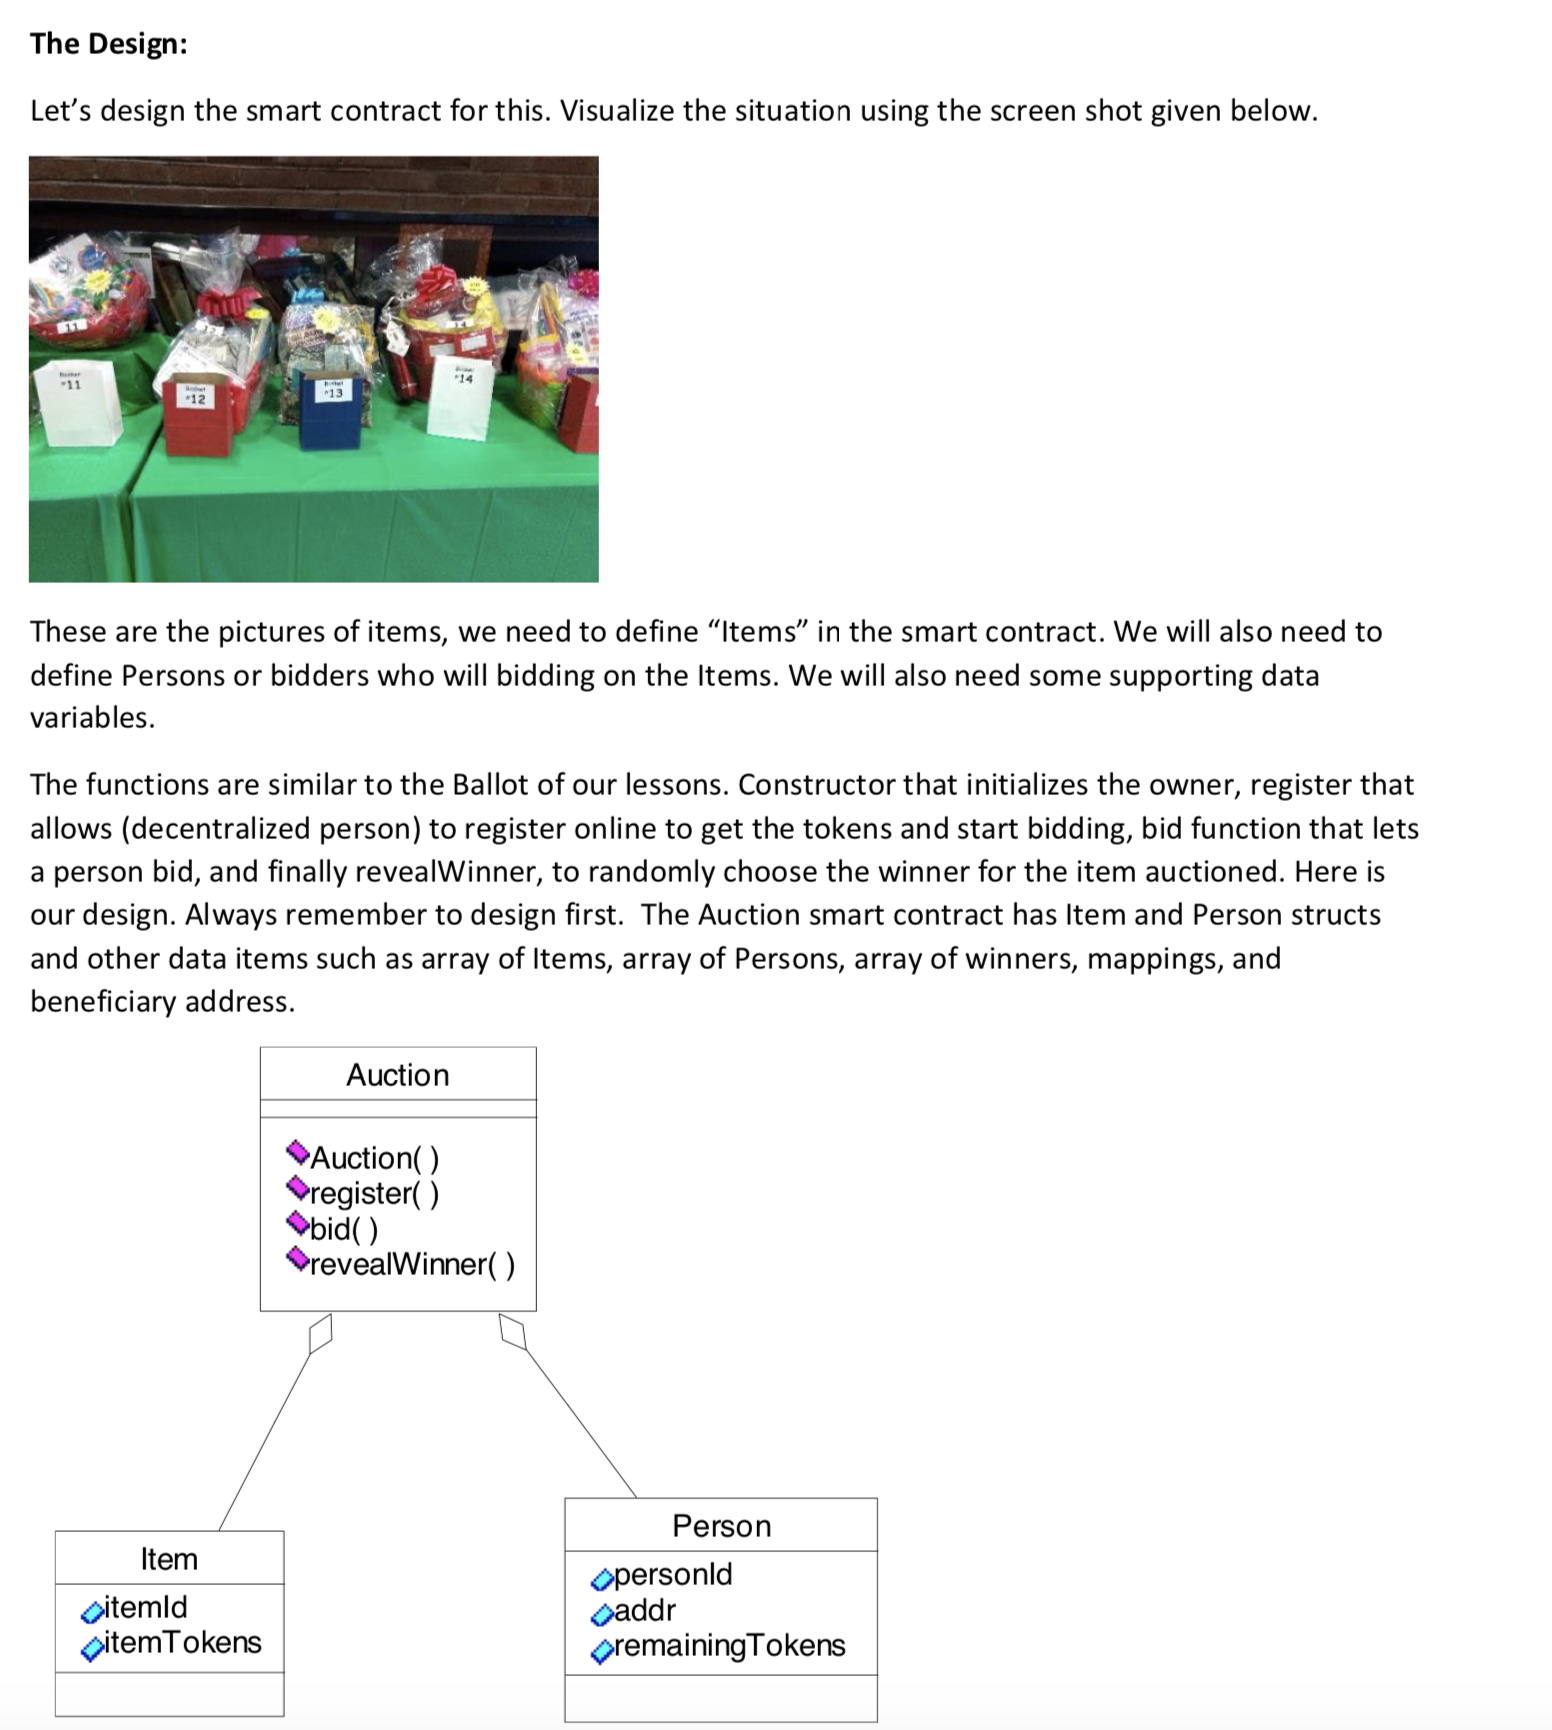 The Design:
Let’s design the smart contract for this. Visualize the situation using the screen shot given below.
11
14
#11
Basket
#12
#13
#14
These are the pictures of items, we need to define “Items” in the smart contract. We will also need to
define Persons or bidders who will bidding on the Items. We will also need some supporting data
variables.
The functions are similar to the Ballot of our lessons. Constructor that initializes the owner, register that
allows (decentralized person) to register online to get the tokens and start bidding, bid function that lets
a person bid, and finally revealWinner, to randomly choose the winner for the item auctioned. Here is
our design. Always remember to design first.  The Auction smart contract has Item and Person structs
and other data items such as array of Items, array of Persons, array of winners, mappings, and
beneficiary address.
Auction
Auction( )
register( )
bid( )
revealWinner( )
Person
personId
addr
remainingTokens
Item
itemId
itemTokens